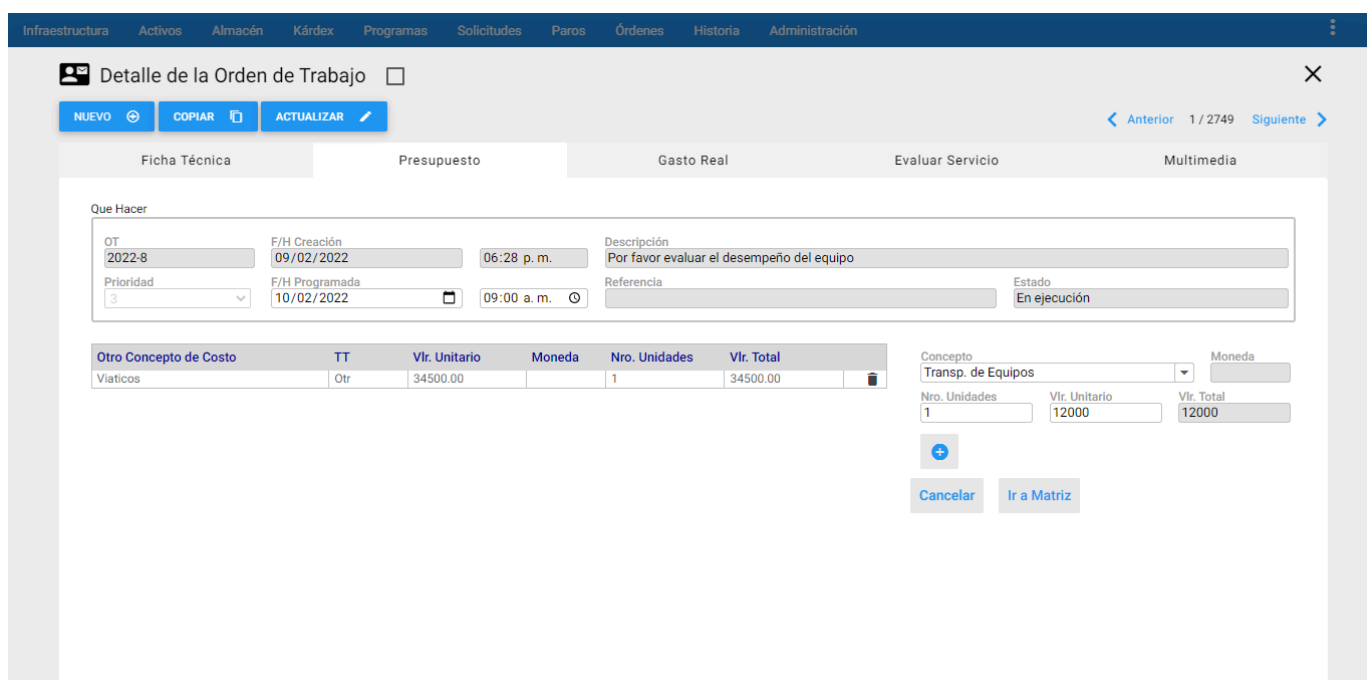 Infraestructura Activos Almacén Kárdex Programas Solicitudes Paros Órdenes Historia Administración
Detalle de la Orden de Trabajo
NUEVO COPIAR ACTUALIZAR
Anterior 1 / 2749 Siguiente
Ficha Técnica Presupuesto Gasto Real Evaluar Servicio Multimedia
Que Hacer
OT F/H Creación Descripción
2022-8 09/02/2022 06:28 p. m. Por favor evaluar el desempeño del equipo
Prioridad F/H Programada Referencia Estado
3 10/02/2022 09:00 a. m. En ejecución
Otro Concepto de Costo TT Vlr. Unitario Moneda Nro. Unidades Vlr. Total
Viaticos Otr 34500.00 1 34500.00
Concepto Moneda
Transp. de Equipos
Nro. Unidades Vlr. Unitario Vlr. Total
1 12000 12000
Cancelar Ir a Matriz